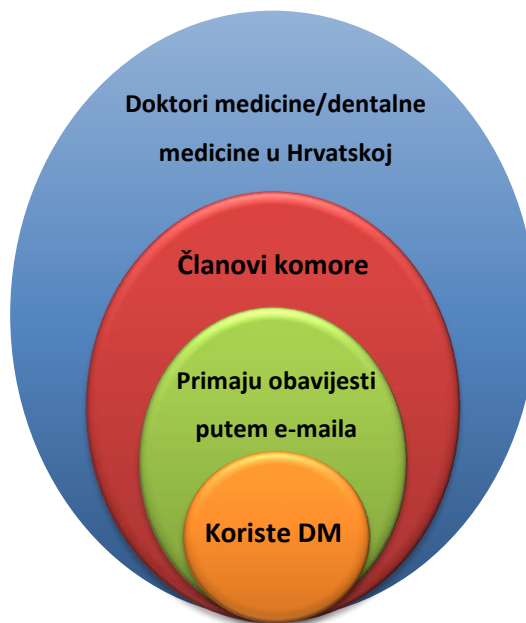 Doktori medicine/dentalne
medicine u Hrvatskoj
Članovi komore
Primaju obavijesti
putem e-maila
Koriste DM